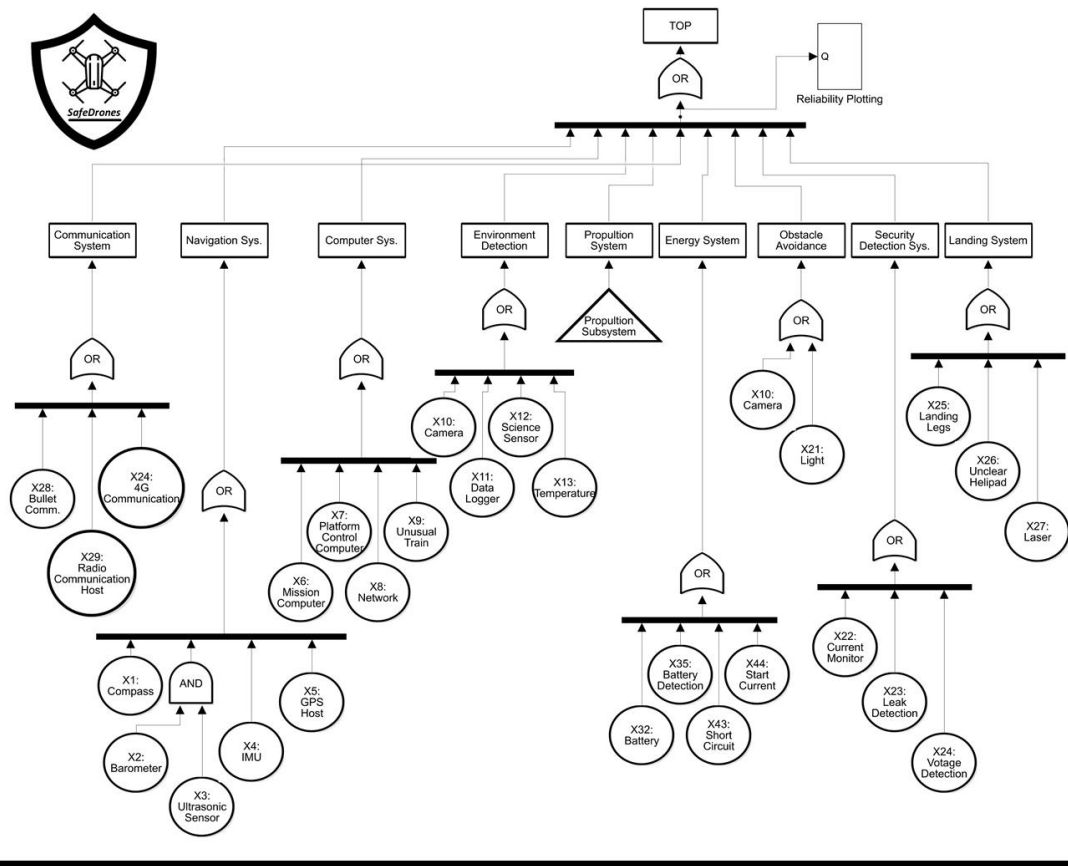 SafeDrones
TOP
OR
Q
Reliability Plotting
Communication
System
Navigation Sys.
Computer Sys.
Environment
Detection
Propultion
System
Energy System
Obstacle
Avoidance
Security
Detection Sys.
Landing System
OR
X28:
Bullet
Comm.
X29:
Radio
Communication
Host
X24:
4G
Communication
OR
X1:
Compass
AND
X2:
Barometer
X3:
Ultrasonic
Sensor
X4:
IMU
X5:
GPS
Host
OR
X6:
Mission
Computer
X7:
Platform
Control
Computer
X8:
Network
X9:
Unusual
Train
OR
X10:
Camera
X11:
Data
Logger
X12:
Science
Sensor
X13:
Temperature
Propultion
Subsystem
OR
X32:
Battery
X35:
Battery
Detection
X43:
Short
Circuit
X44:
Start
Current
OR
X10:
Camera
X21:
Light
OR
X22:
Current
Monitor
X23:
Leak
Detection
X24:
Votage
Detection
OR
X25:
Landing
Legs
X26:
Unclear
Helipad
X27:
Laser